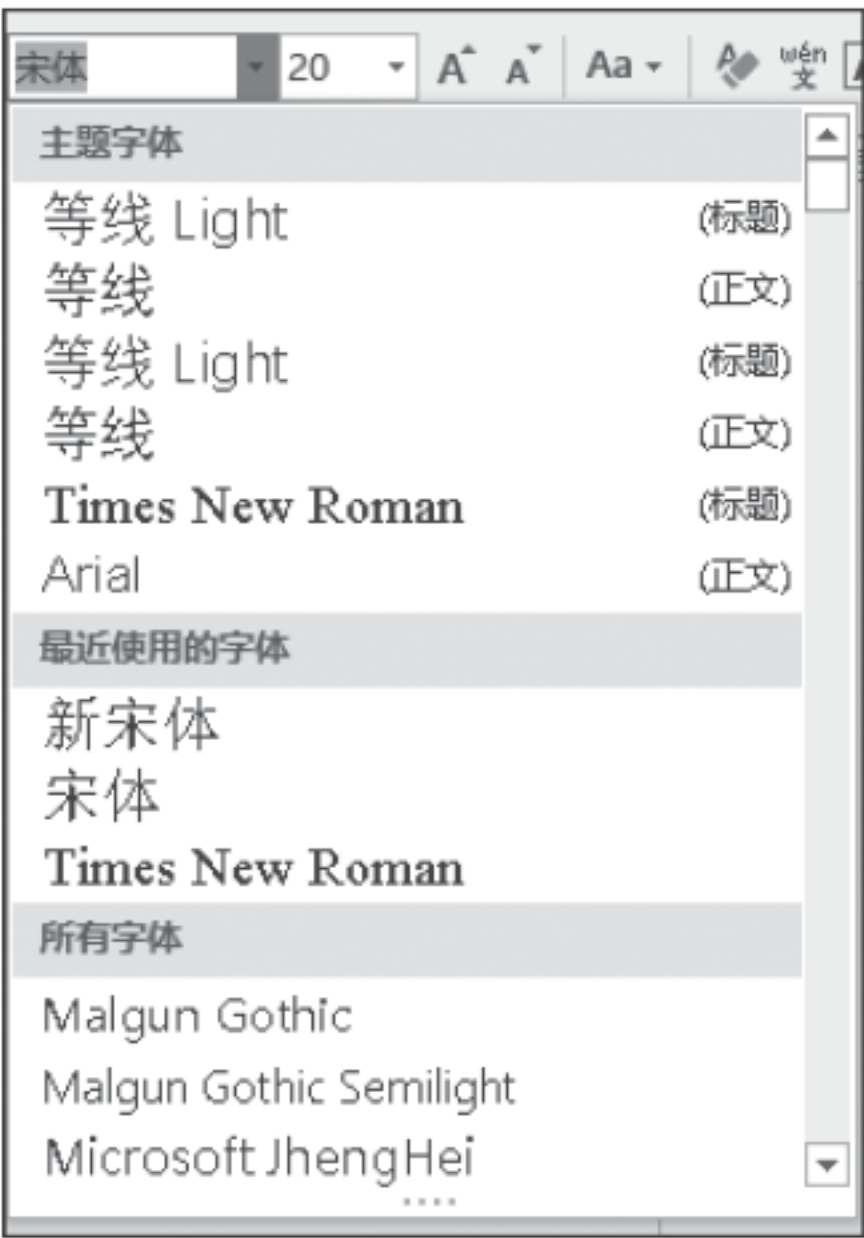 宋体 20 A A Aa wén 文 A
主题字体
等线 Light (标题)
等线 (正文)
等线 Light (标题)
等线 (正文)
Times New Roman (标题)
Arial (正文)
最近使用的字体
新宋体
宋体
Times New Roman
所有字体
Malgun Gothic
Malgun Gothic Semilight
Microsoft JhengHei